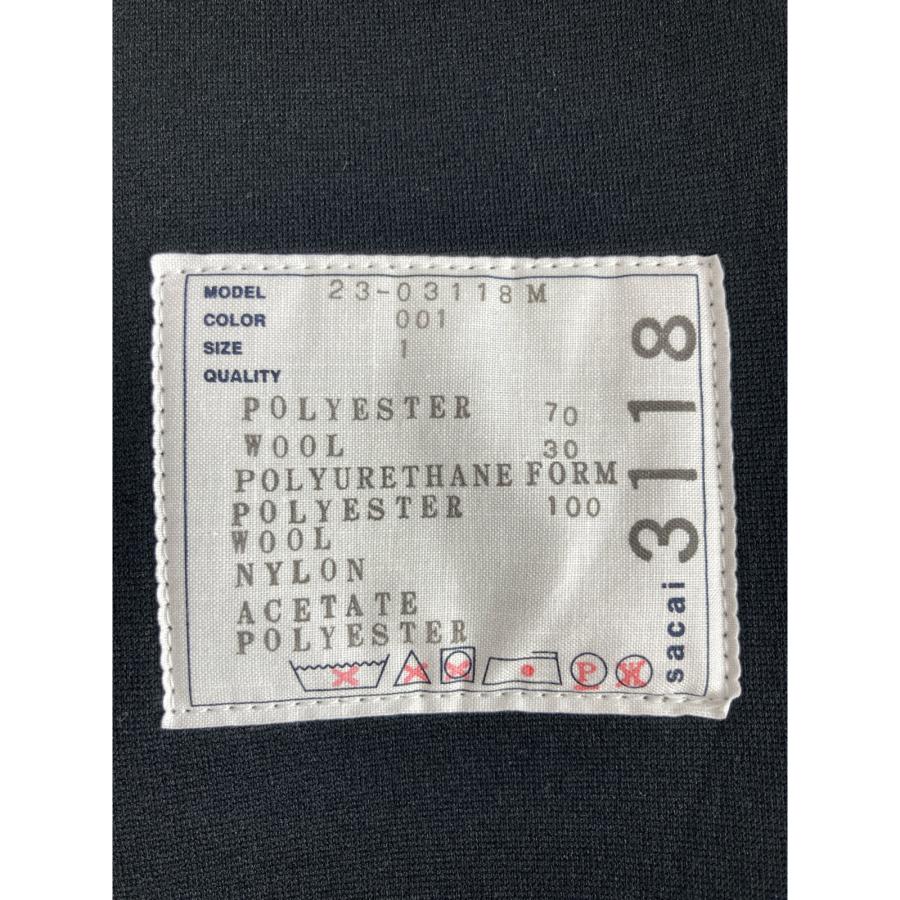 MODEL 23-03118M
COLOR 001
SIZE 1
QUALITY
POLYESTER 70
WOOL 30
POLYURETHANE FORM
POLYESTER 100
WOOL
NYLON
ACETATE
POLYESTER
P
W
sacai 3118